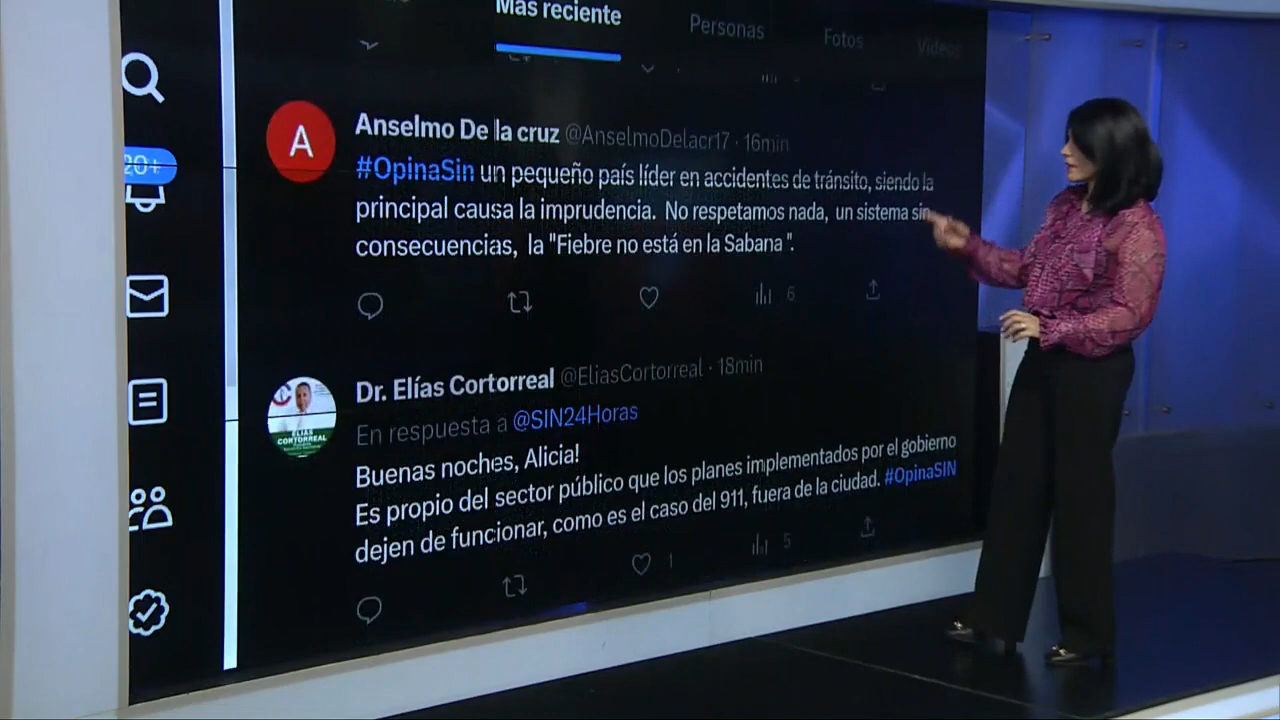 Más reciente
Personas
Fotos
Videos
20+
A
Anselmo De la cruz @AnselmoDelacr17 · 16min
#OpinaSin un pequeño país líder en accidentes de tránsito, siendo la
principal causa la imprudencia. No respetamos nada, un sistema sin
consecuencias, la "Fiebre no está en la Sabana ".
6
Dr. Elías Cortorreal @EliasCortorreal · 18min
En respuesta a @SIN24Horas
ELIAS
CORTORREAL
Buenas noches, Alicia!
Es propio del sector público que los planes implementados por el gobierno
dejen de funcionar, como es el caso del 911, fuera de la ciudad. #OpinaSIN
1
5